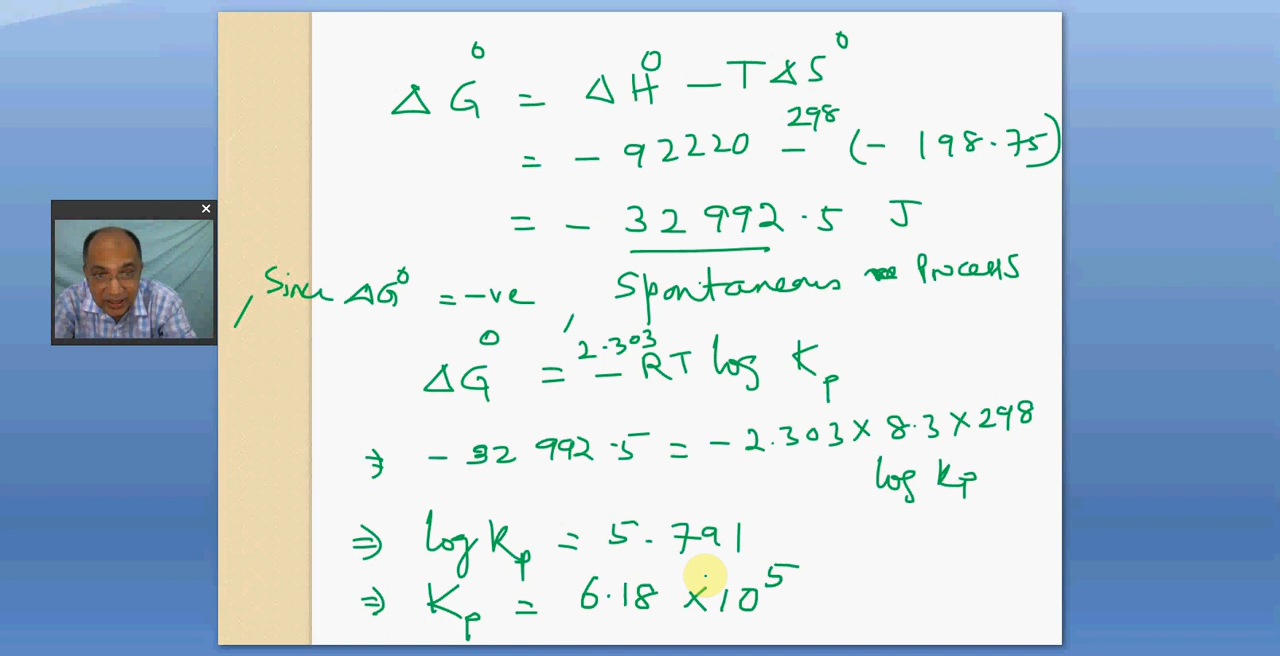 ΔG⁰ = ΔH⁰ − TΔS⁰
= − 92220 − 298 (− 198.75)
= − 32992.5 J
, Since ΔG⁰ = −ve , Spontaneous Process
ΔG⁰ = − 2.303 RT log Kp
⇒ − 32992.5 = − 2.303 × 8.3 × 298
log Kp
⇒ log Kp = 5.791
⇒ Kp = 6.18 × 10⁵